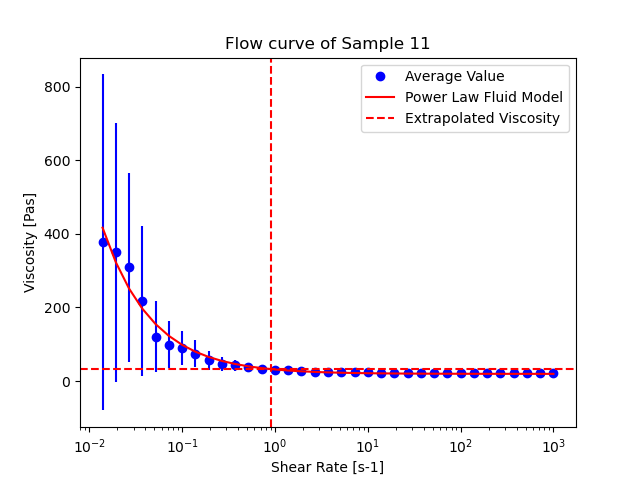 Flow curve of Sample 11
Average Value
Power Law Fluid Model
Extrapolated Viscosity
Viscosity [Pas]
800
600
400
200
0
10⁻² 10⁻¹ 10⁰ 10¹ 10² 10³
Shear Rate [s-1]